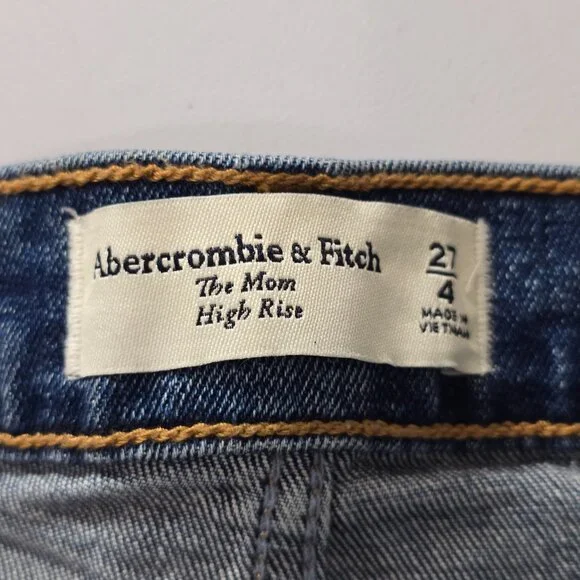 Abercrombie & Fitch
The Mom
High Rise
27
4
MADE IN
VIETNAM